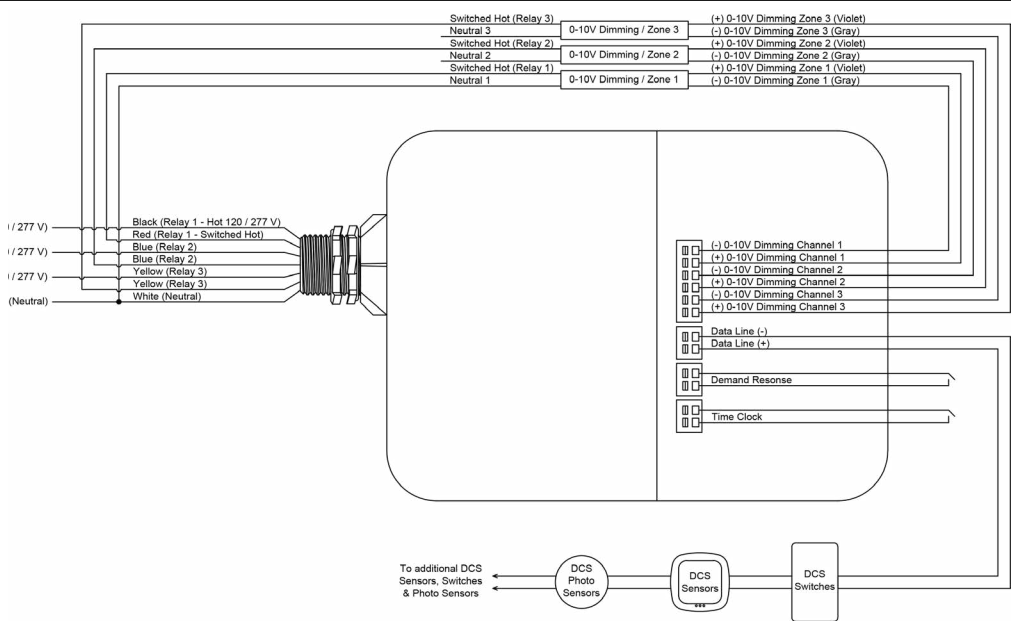 Switched Hot (Relay 3)
Neutral 3
Switched Hot (Relay 2)
Neutral 2
Switched Hot (Relay 1)
Neutral 1
0-10V Dimming / Zone 3
0-10V Dimming / Zone 2
0-10V Dimming / Zone 1
(+) 0-10V Dimming Zone 3 (Violet)
(-) 0-10V Dimming Zone 3 (Gray)
(+) 0-10V Dimming Zone 2 (Violet)
(-) 0-10V Dimming Zone 2 (Gray)
(+) 0-10V Dimming Zone 1 (Violet)
(-) 0-10V Dimming Zone 1 (Gray)
/ 277 V)
/ 277 V)
/ 277 V)
(Neutral)
Black (Relay 1 - Hot 120 / 277 V)
Red (Relay 1 - Switched Hot)
Blue (Relay 2)
Blue (Relay 2)
Yellow (Relay 3)
Yellow (Relay 3)
White (Neutral)
(-) 0-10V Dimming Channel 1
(+) 0-10V Dimming Channel 1
(-) 0-10V Dimming Channel 2
(+) 0-10V Dimming Channel 2
(-) 0-10V Dimming Channel 3
(+) 0-10V Dimming Channel 3
Data Line (-)
Data Line (+)
Demand Resonse
Time Clock
To additional DCS
Sensors, Switches
& Photo Sensors
DCS
Photo
Sensors
DCS
Sensors
DCS
Switches